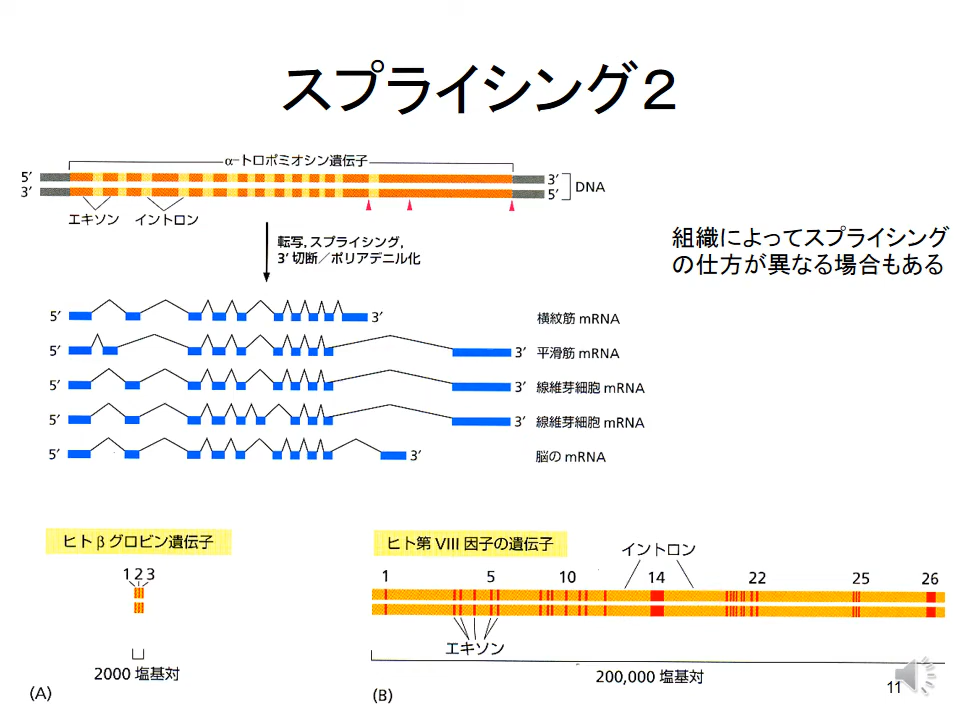 スプライシング２
α−トロポミオシン遺伝子
5′ 3′
3′ 5′
DNA
エキソン イントロン
転写，スプライシング，
3′切断／ポリアデニル化
組織によってスプライシング
の仕方が異なる場合もある
5′ 3′ 横紋筋 mRNA
5′ 3′ 平滑筋 mRNA
5′ 3′ 線維芽細胞 mRNA
5′ 3′ 線維芽細胞 mRNA
5′ 3′ 脳の mRNA
ヒトβグロビン遺伝子
1 2 3
2000 塩基対
(A)
ヒト第 VIII 因子の遺伝子
イントロン
1 5 10 14 22 25 26
エキソン
200,000 塩基対
(B)
11